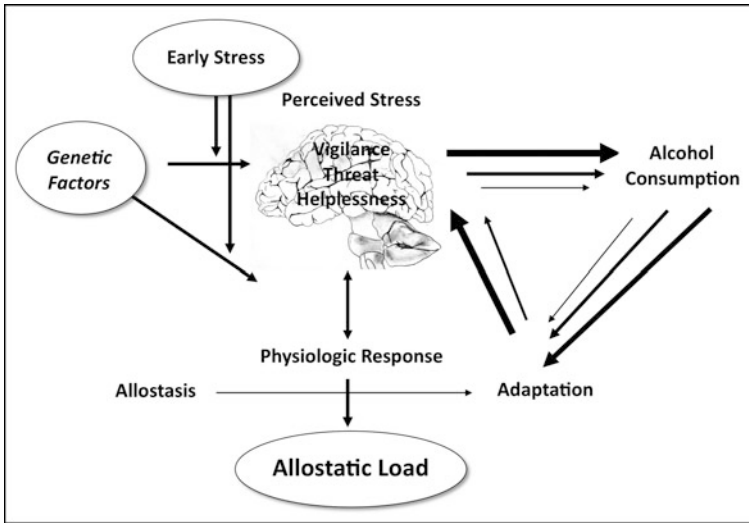 Early Stress
Perceived Stress
Genetic
Factors
Vigilance
Threat
Helplessness
Alcohol
Consumption
Physiologic Response
Allostasis
Adaptation
Allostatic Load